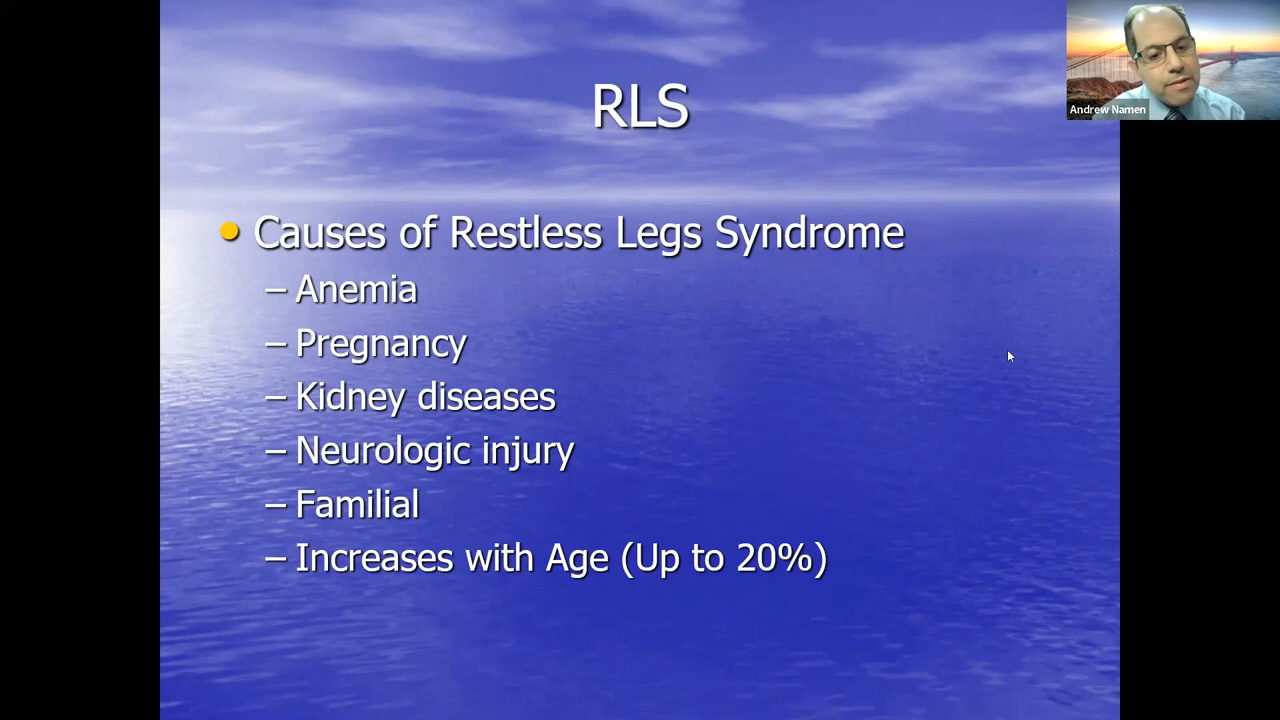 RLS
Andrew Namen
Causes of Restless Legs Syndrome
– Anemia
– Pregnancy
– Kidney diseases
– Neurologic injury
– Familial
– Increases with Age (Up to 20%)